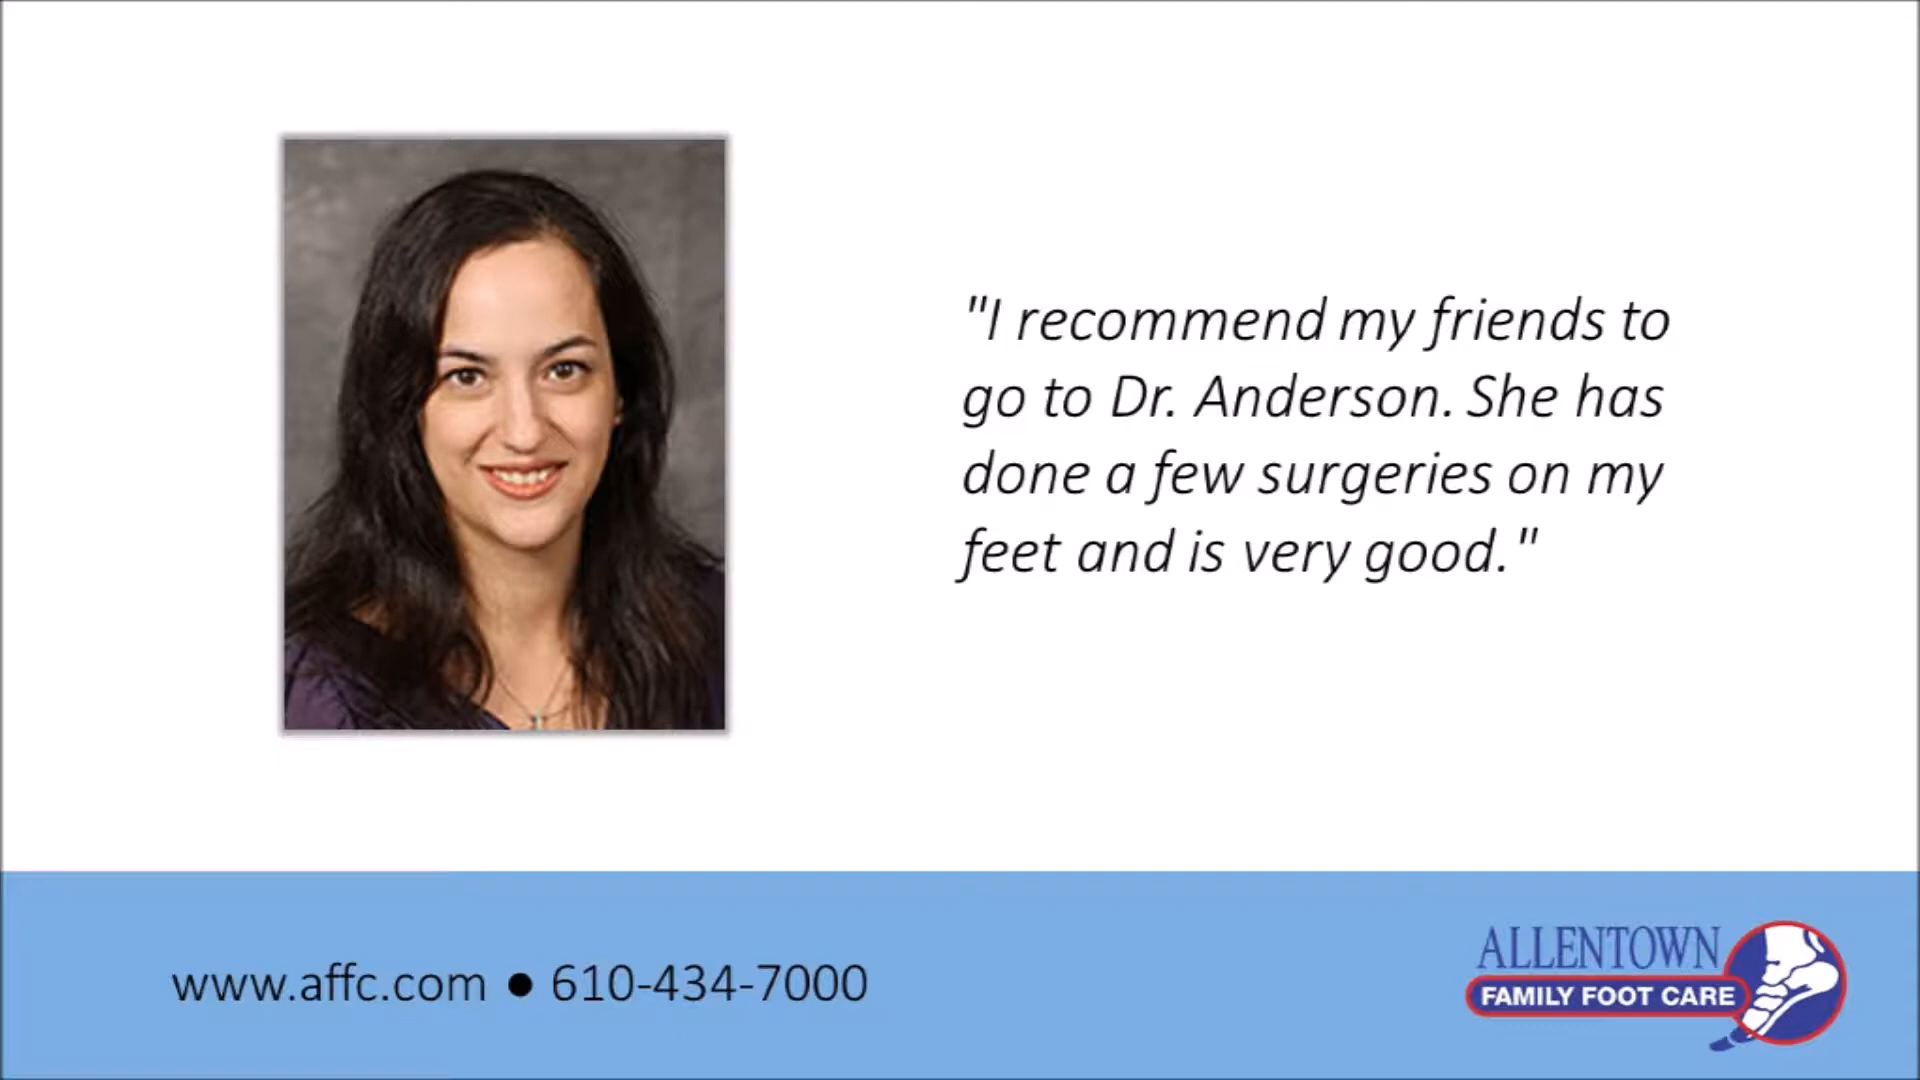 "I recommend my friends to
go to Dr. Anderson. She has
done a few surgeries on my
feet and is very good."
www.affc.com ● 610-434-7000
ALLENTOWN
FAMILY FOOT CARE